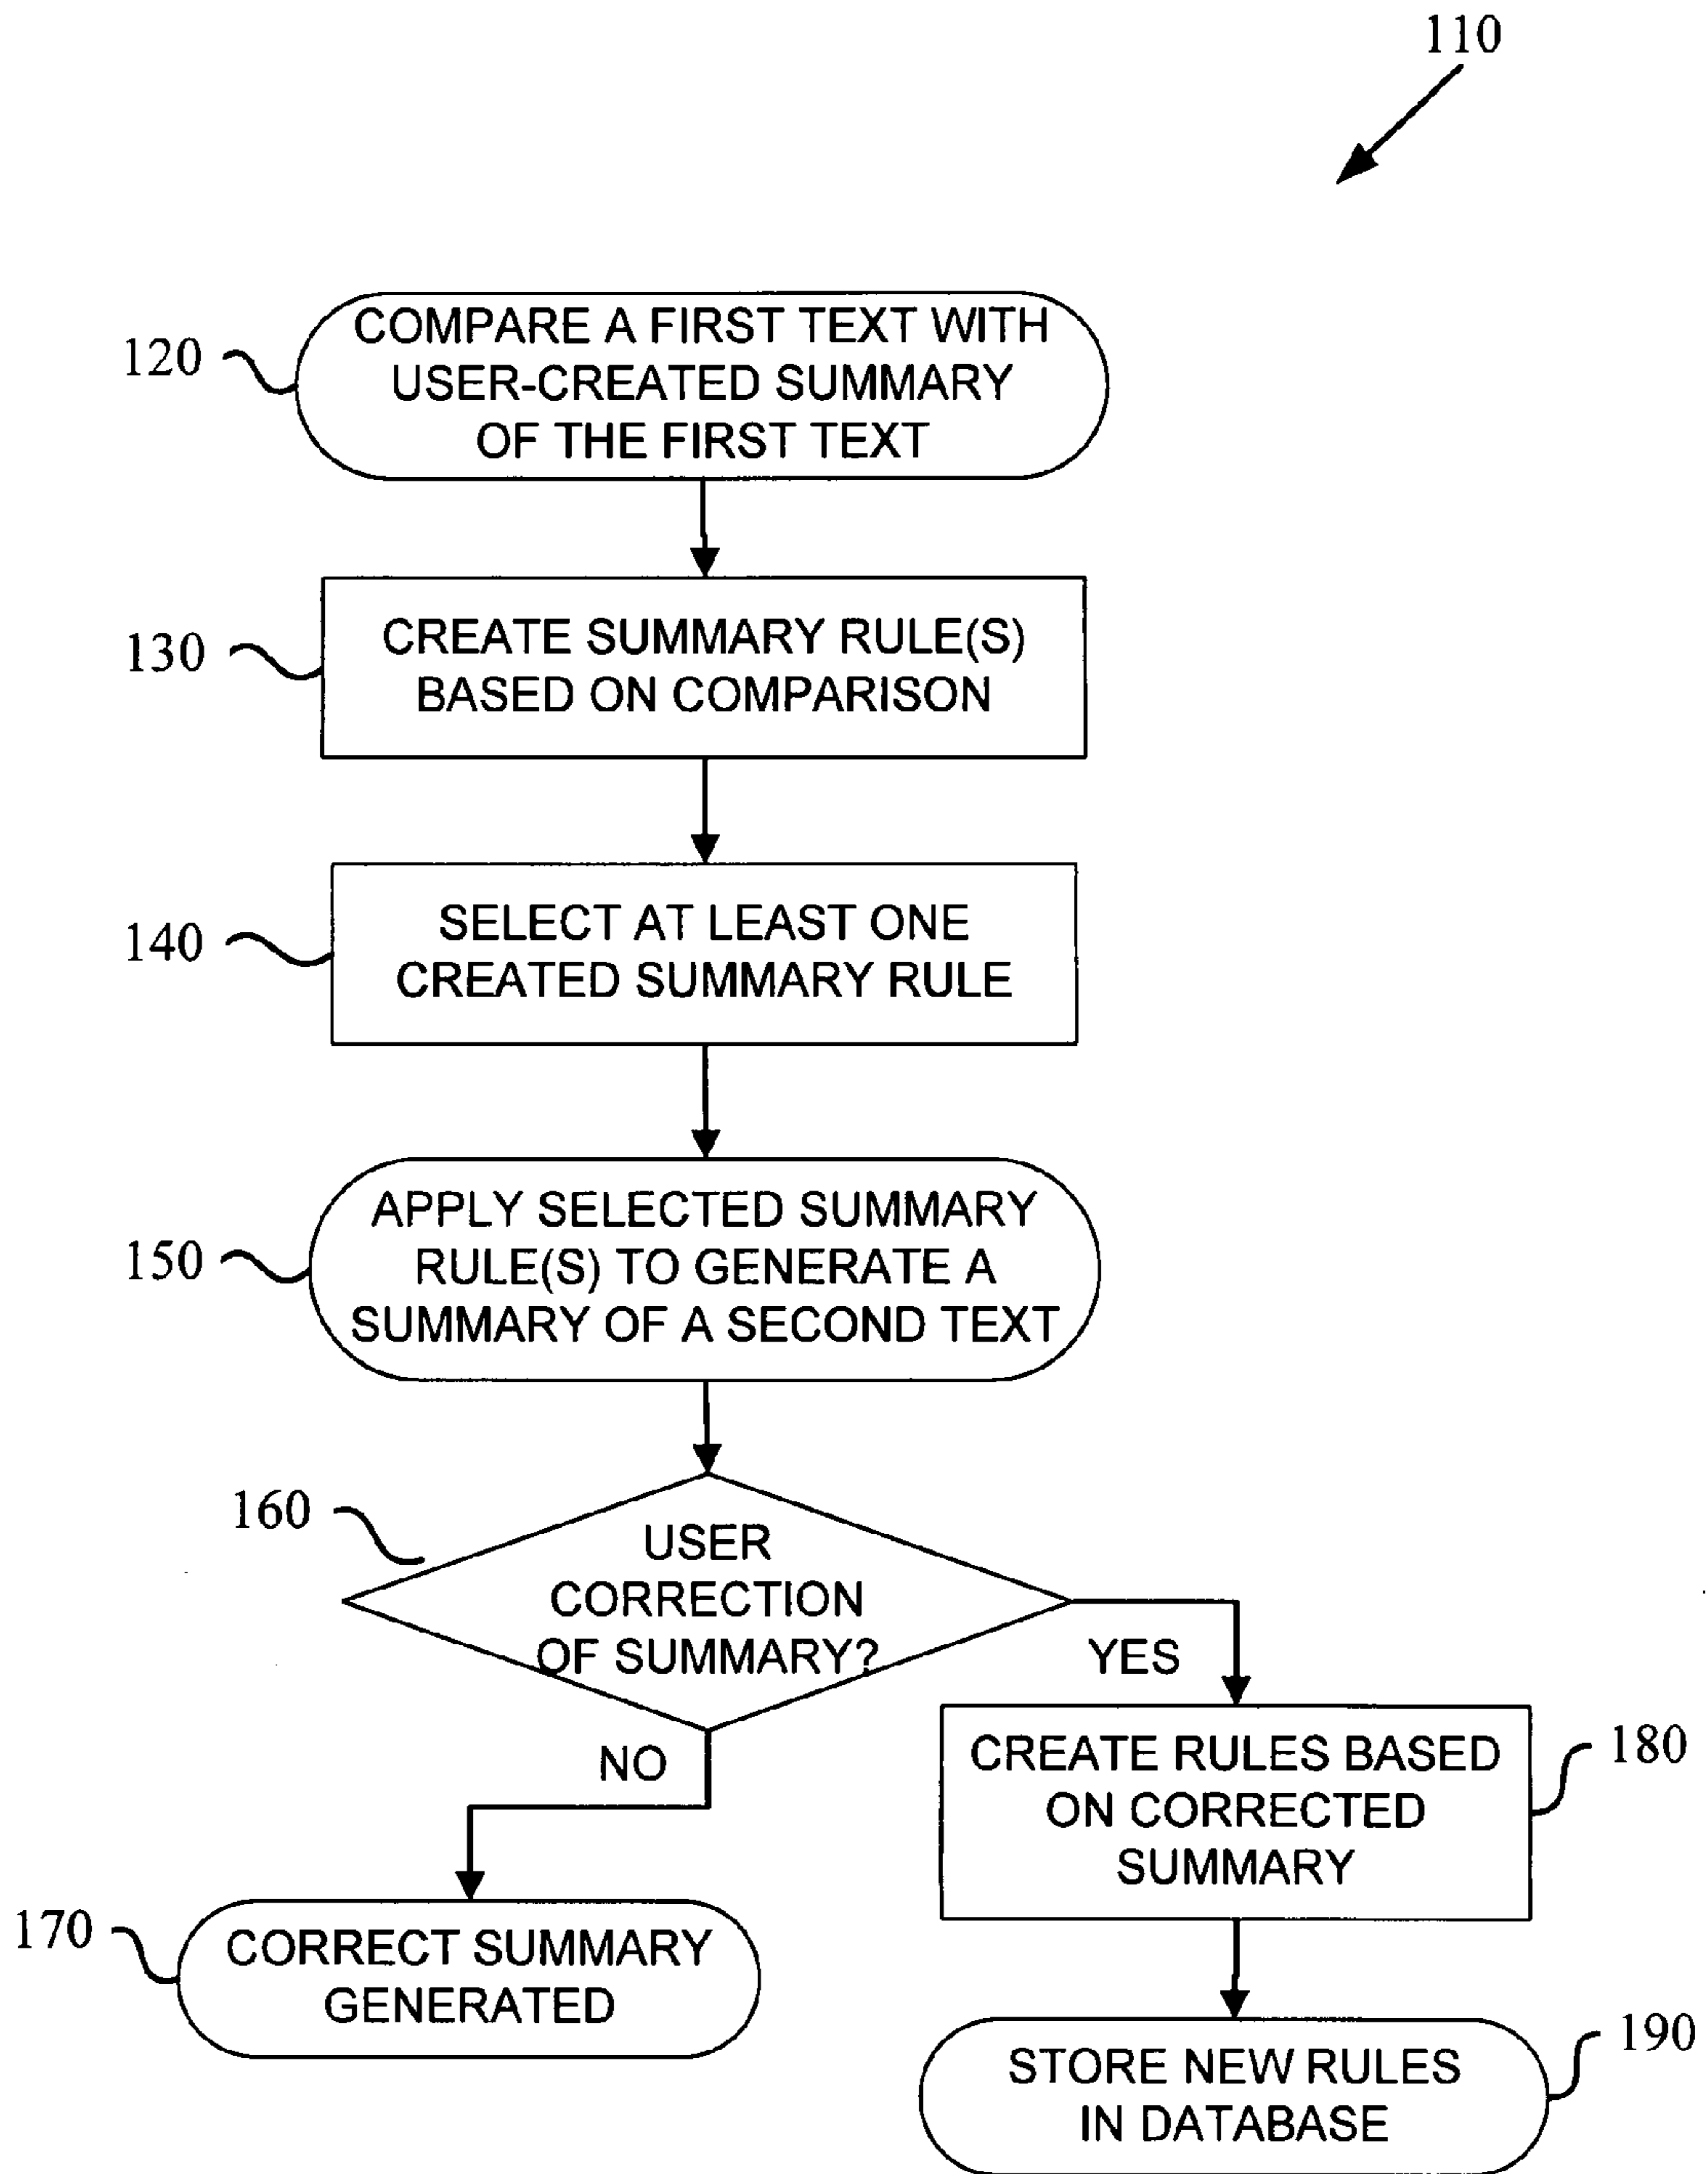 110
120
COMPARE A FIRST TEXT WITH
USER-CREATED SUMMARY
OF THE FIRST TEXT
130
CREATE SUMMARY RULE(S)
BASED ON COMPARISON
140
SELECT AT LEAST ONE
CREATED SUMMARY RULE
150
APPLY SELECTED SUMMARY
RULE(S) TO GENERATE A
SUMMARY OF A SECOND TEXT
160
USER
CORRECTION
OF SUMMARY?
YES
NO
180
CREATE RULES BASED
ON CORRECTED
SUMMARY
170
CORRECT SUMMARY
GENERATED
190
STORE NEW RULES
IN DATABASE